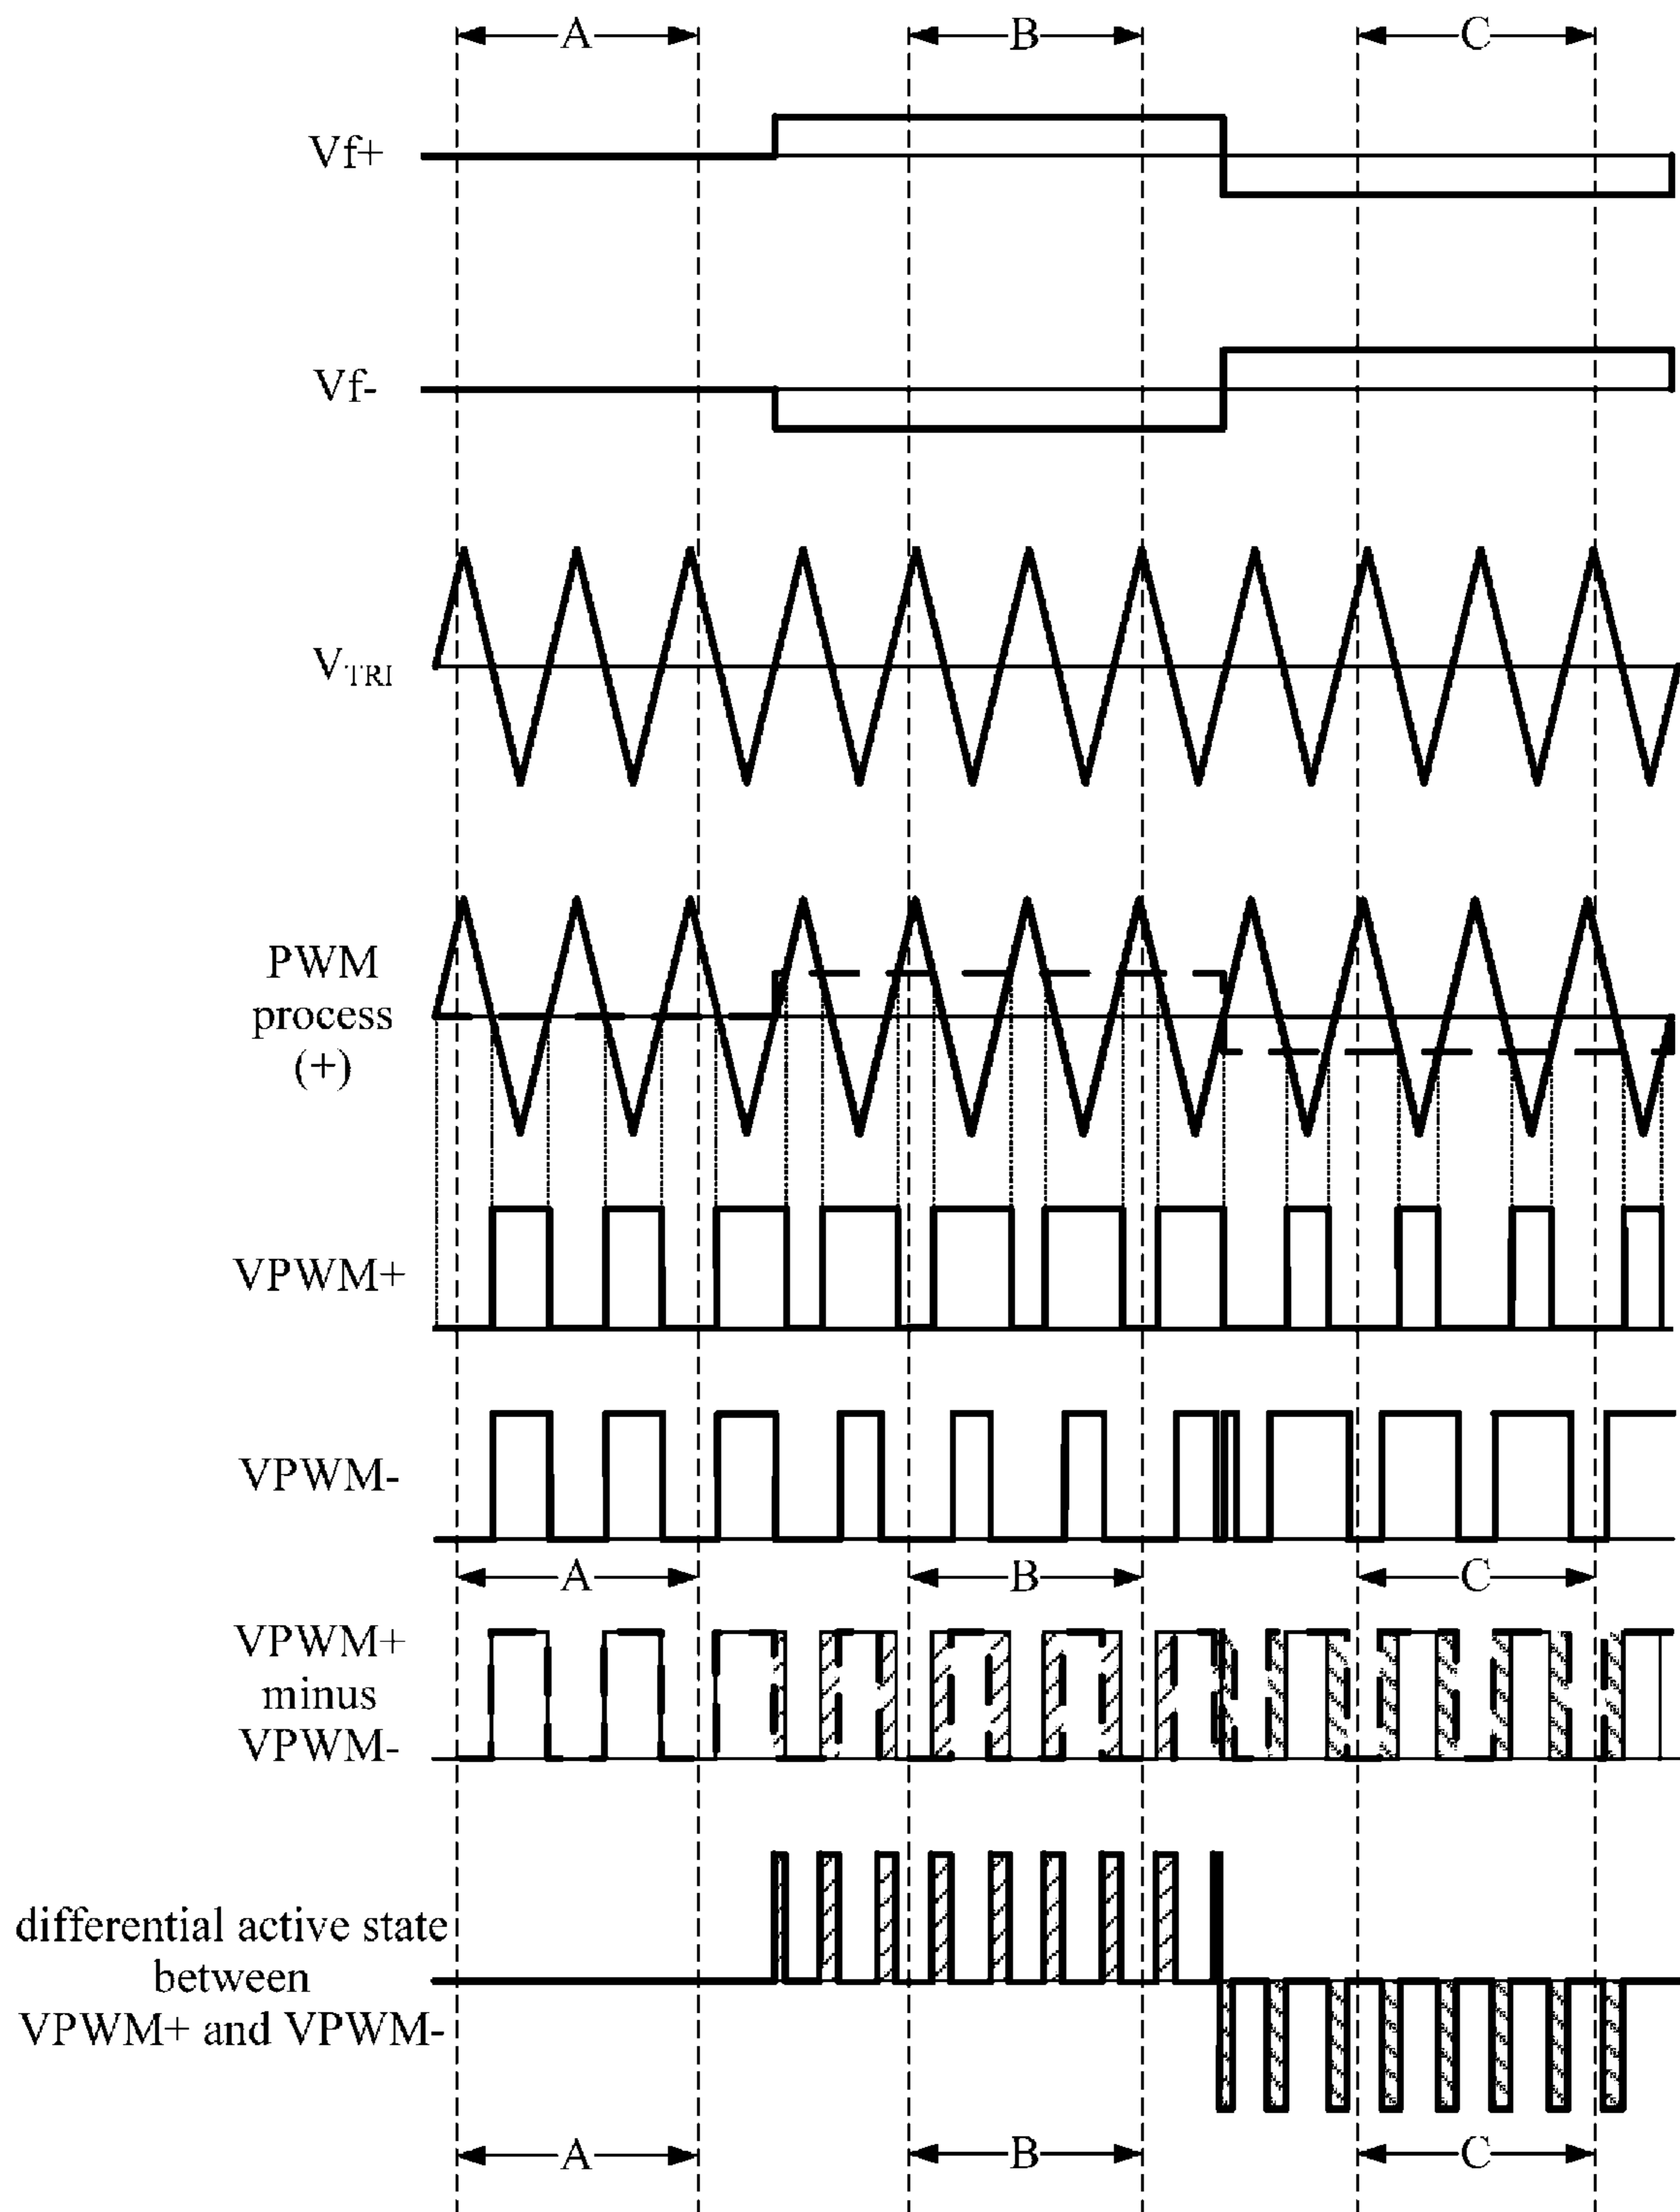 A B C
Vf+
Vf-
VTRI
PWM
process
(+)
VPWM+
VPWM-
A B C
VPWM+
minus
VPWM-
differential active state
between
VPWM+ and VPWM-
A B C